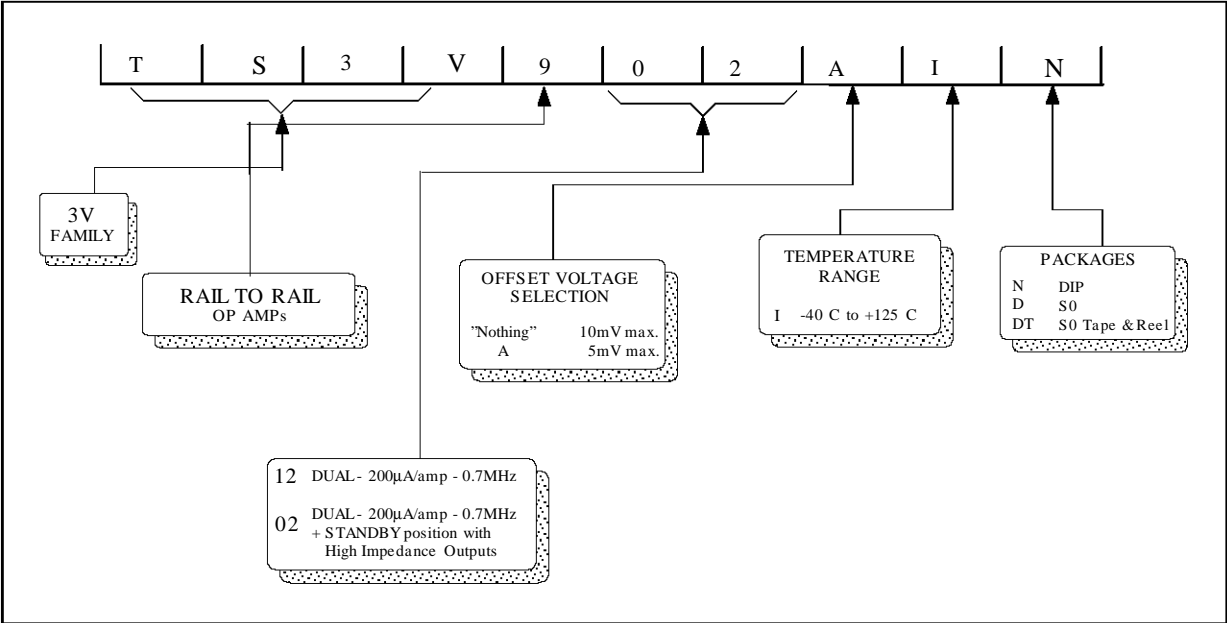 T S 3 V 9 0 2 A I N
3V
FAMILY
RAIL TO RAIL
OP AMPs
OFFSET VOLTAGE
SELECTION
"Nothing" 10mV max.
A 5mV max.
TEMPERATURE
RANGE
I -40 C to +125 C
PACKAGES
N DIP
D S0
DT S0 Tape & Reel
12 DUAL - 200µA/amp - 0.7MHz
02 DUAL - 200µA/amp - 0.7MHz
+ STANDBY position with
High Impedance Outputs